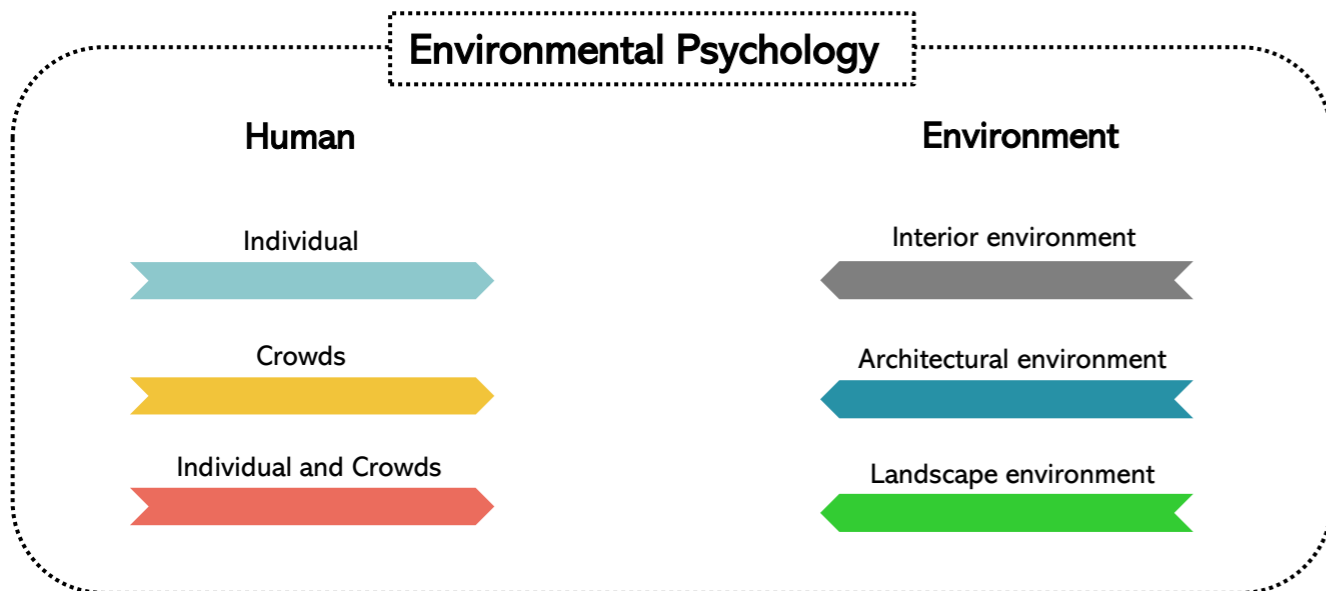 Environmental Psychology
Human
Environment
Individual
Interior environment
Crowds
Architectural environment
Individual and Crowds
Landscape environment